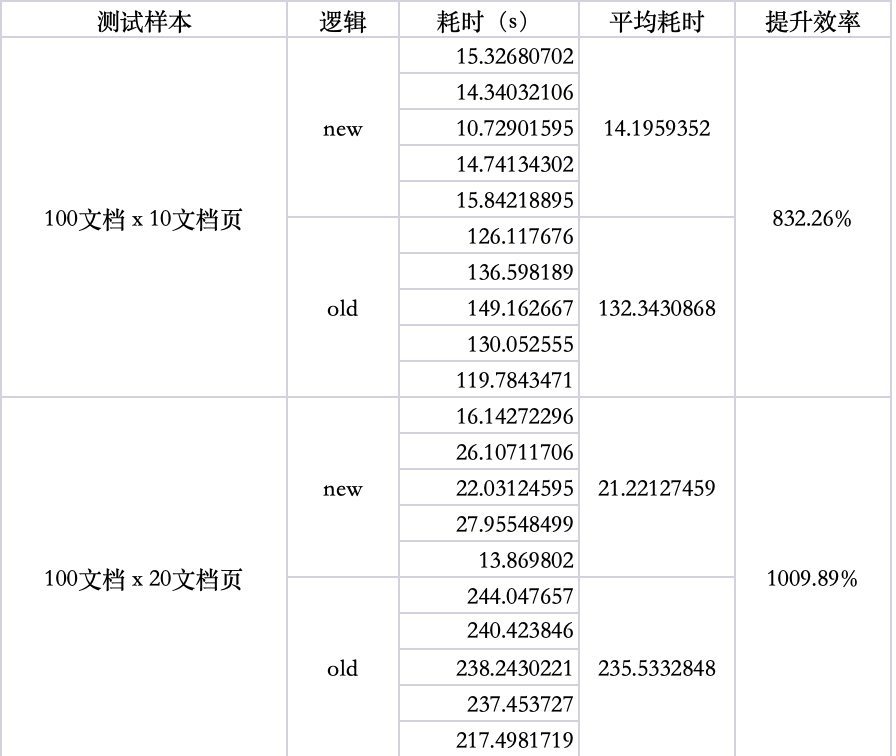 测试样本 逻辑 耗时（s） 平均耗时 提升效率
15.32680702
14.34032106
new 10.72901595 14.1959352
14.74134302
15.84218895
100文档 x 10文档页 832.26%
126.117676
136.598189
old 149.162667 132.3430868
130.052555
119.7843471
16.14272296
26.10711706
new 22.03124595 21.22127459
27.95548499
13.869802
100文档 x 20文档页 1009.89%
244.047657
240.423846
old 238.2430221 235.5332848
237.453727
217.4981719